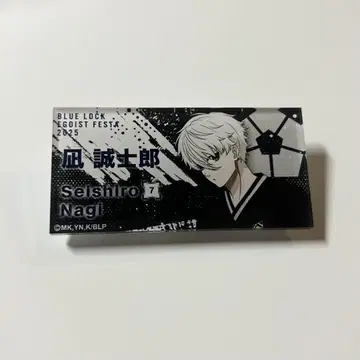 BLUE LOCK
EGOIST FESTA
2025
凪 誠士郎
Seishiro 7
Nagi
©MK,YN,K/BLP